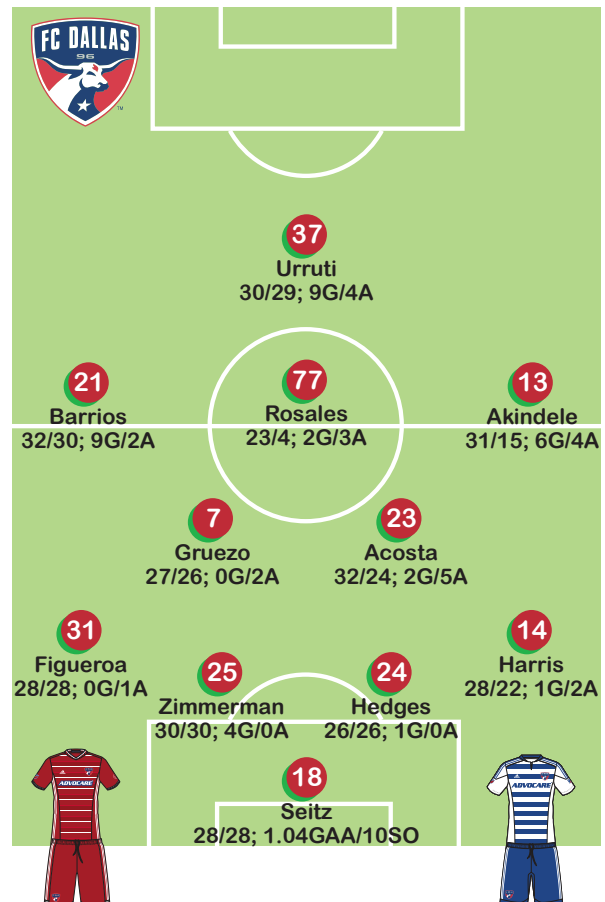 FC DALLAS
96
TM
37
Urruti
30/29; 9G/4A
21
Barrios
32/30; 9G/2A
77
Rosales
23/4; 2G/3A
13
Akindele
31/15; 6G/4A
7
Gruezo
27/26; 0G/2A
23
Acosta
32/24; 2G/5A
31
Figueroa
28/28; 0G/1A
25
Zimmerman
30/30; 4G/0A
24
Hedges
26/26; 1G/0A
14
Harris
28/22; 1G/2A
18
Seitz
28/28; 1.04GAA/10SO
ADVOCARE
ADVOCARE